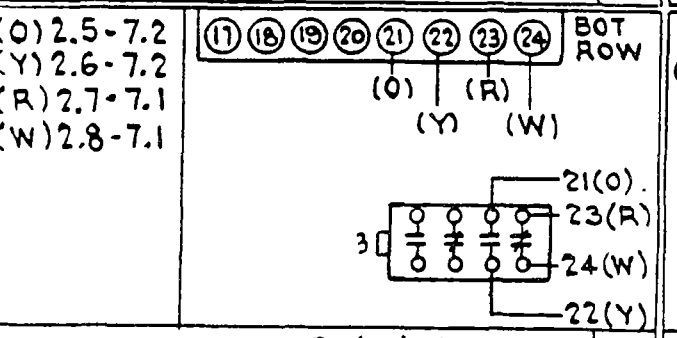 (O)2.5-7.2
(Y)2.6-7.2
(R)2.7-7.1
(W)2.8-7.1
17 18 19 20 21 22 23 24 BOT ROW
(O) (R)
(Y) (W)
21(O).
23(R)
3
24(W)
22(Y)